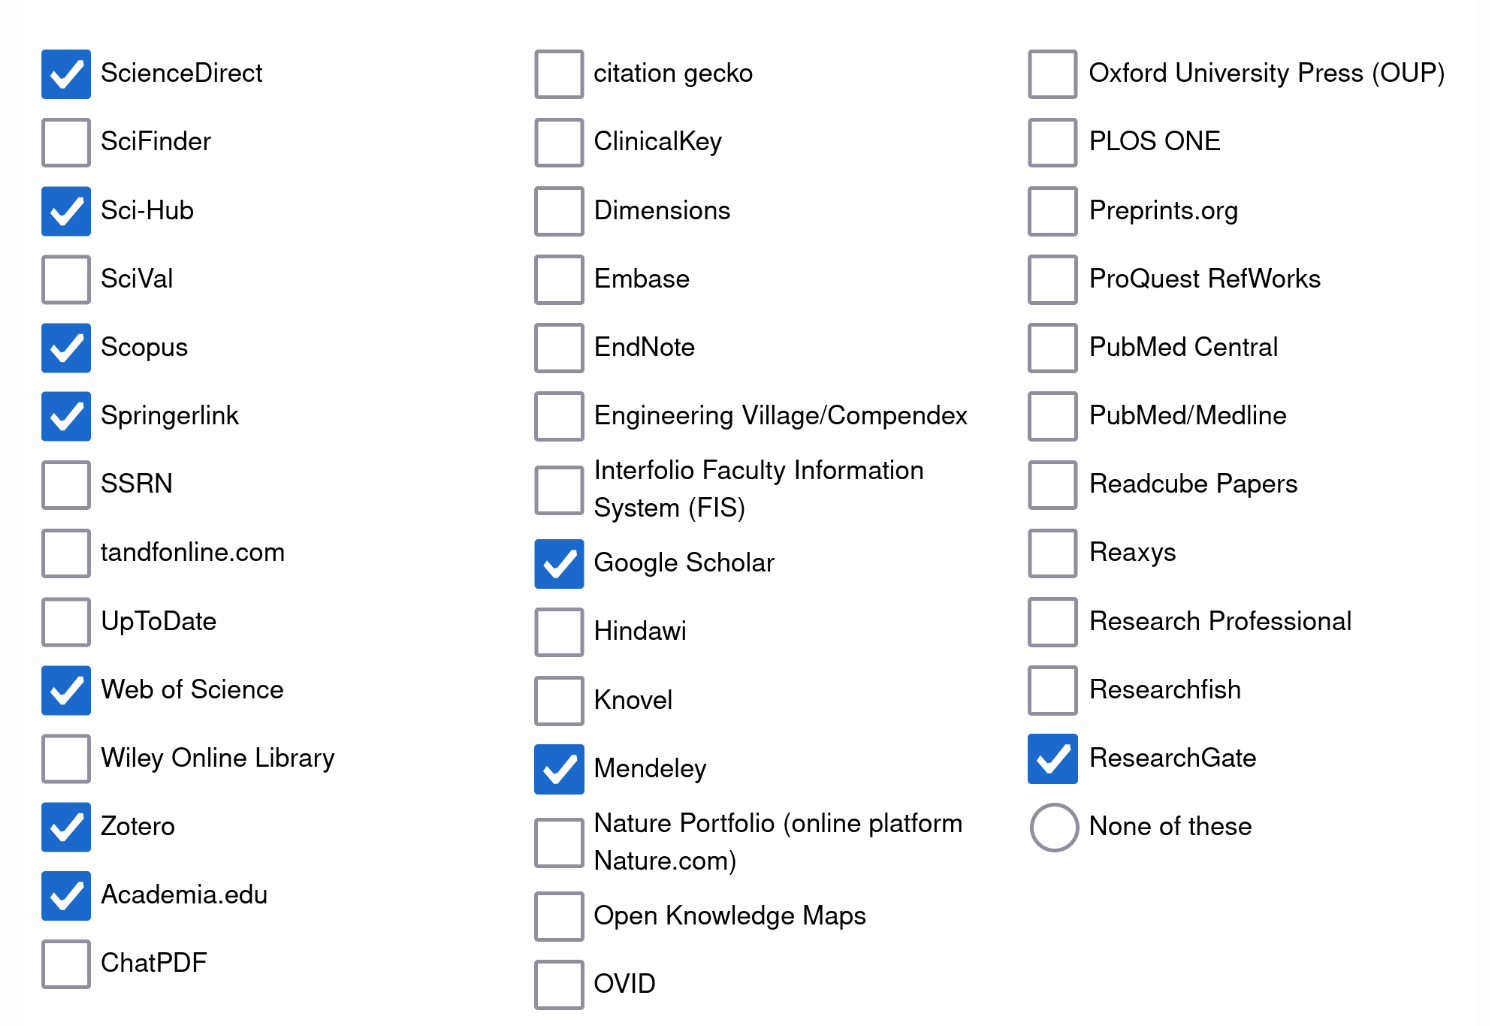 ScienceDirect
SciFinder
Sci-Hub
SciVal
Scopus
Springerlink
SSRN
tandfonline.com
UpToDate
Web of Science
Wiley Online Library
Zotero
Academia.edu
ChatPDF
citation gecko
ClinicalKey
Dimensions
Embase
EndNote
Engineering Village/Compendex
Interfolio Faculty Information
System (FIS)
Google Scholar
Hindawi
Knovel
Mendeley
Nature Portfolio (online platform
Nature.com)
Open Knowledge Maps
OVID
Oxford University Press (OUP)
PLOS ONE
Preprints.org
ProQuest RefWorks
PubMed Central
PubMed/Medline
Readcube Papers
Reaxys
Research Professional
Researchfish
ResearchGate
None of these